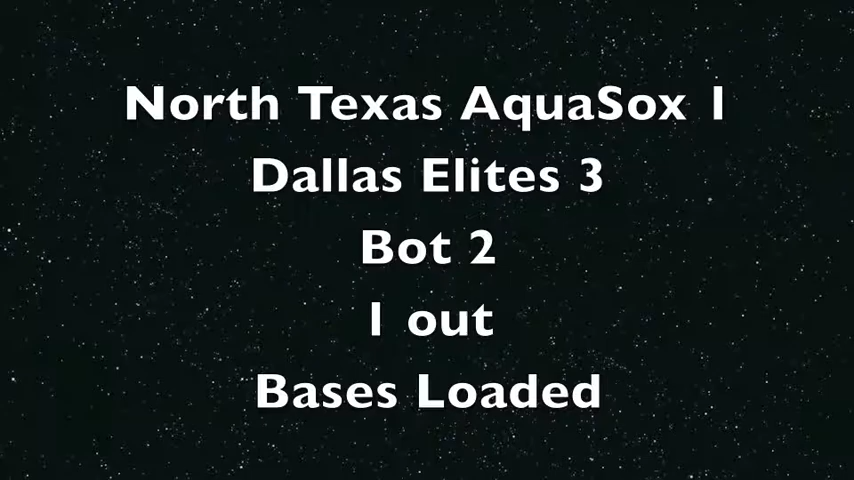 North Texas AquaSox 1
Dallas Elites 3
Bot 2
1 out
Bases Loaded